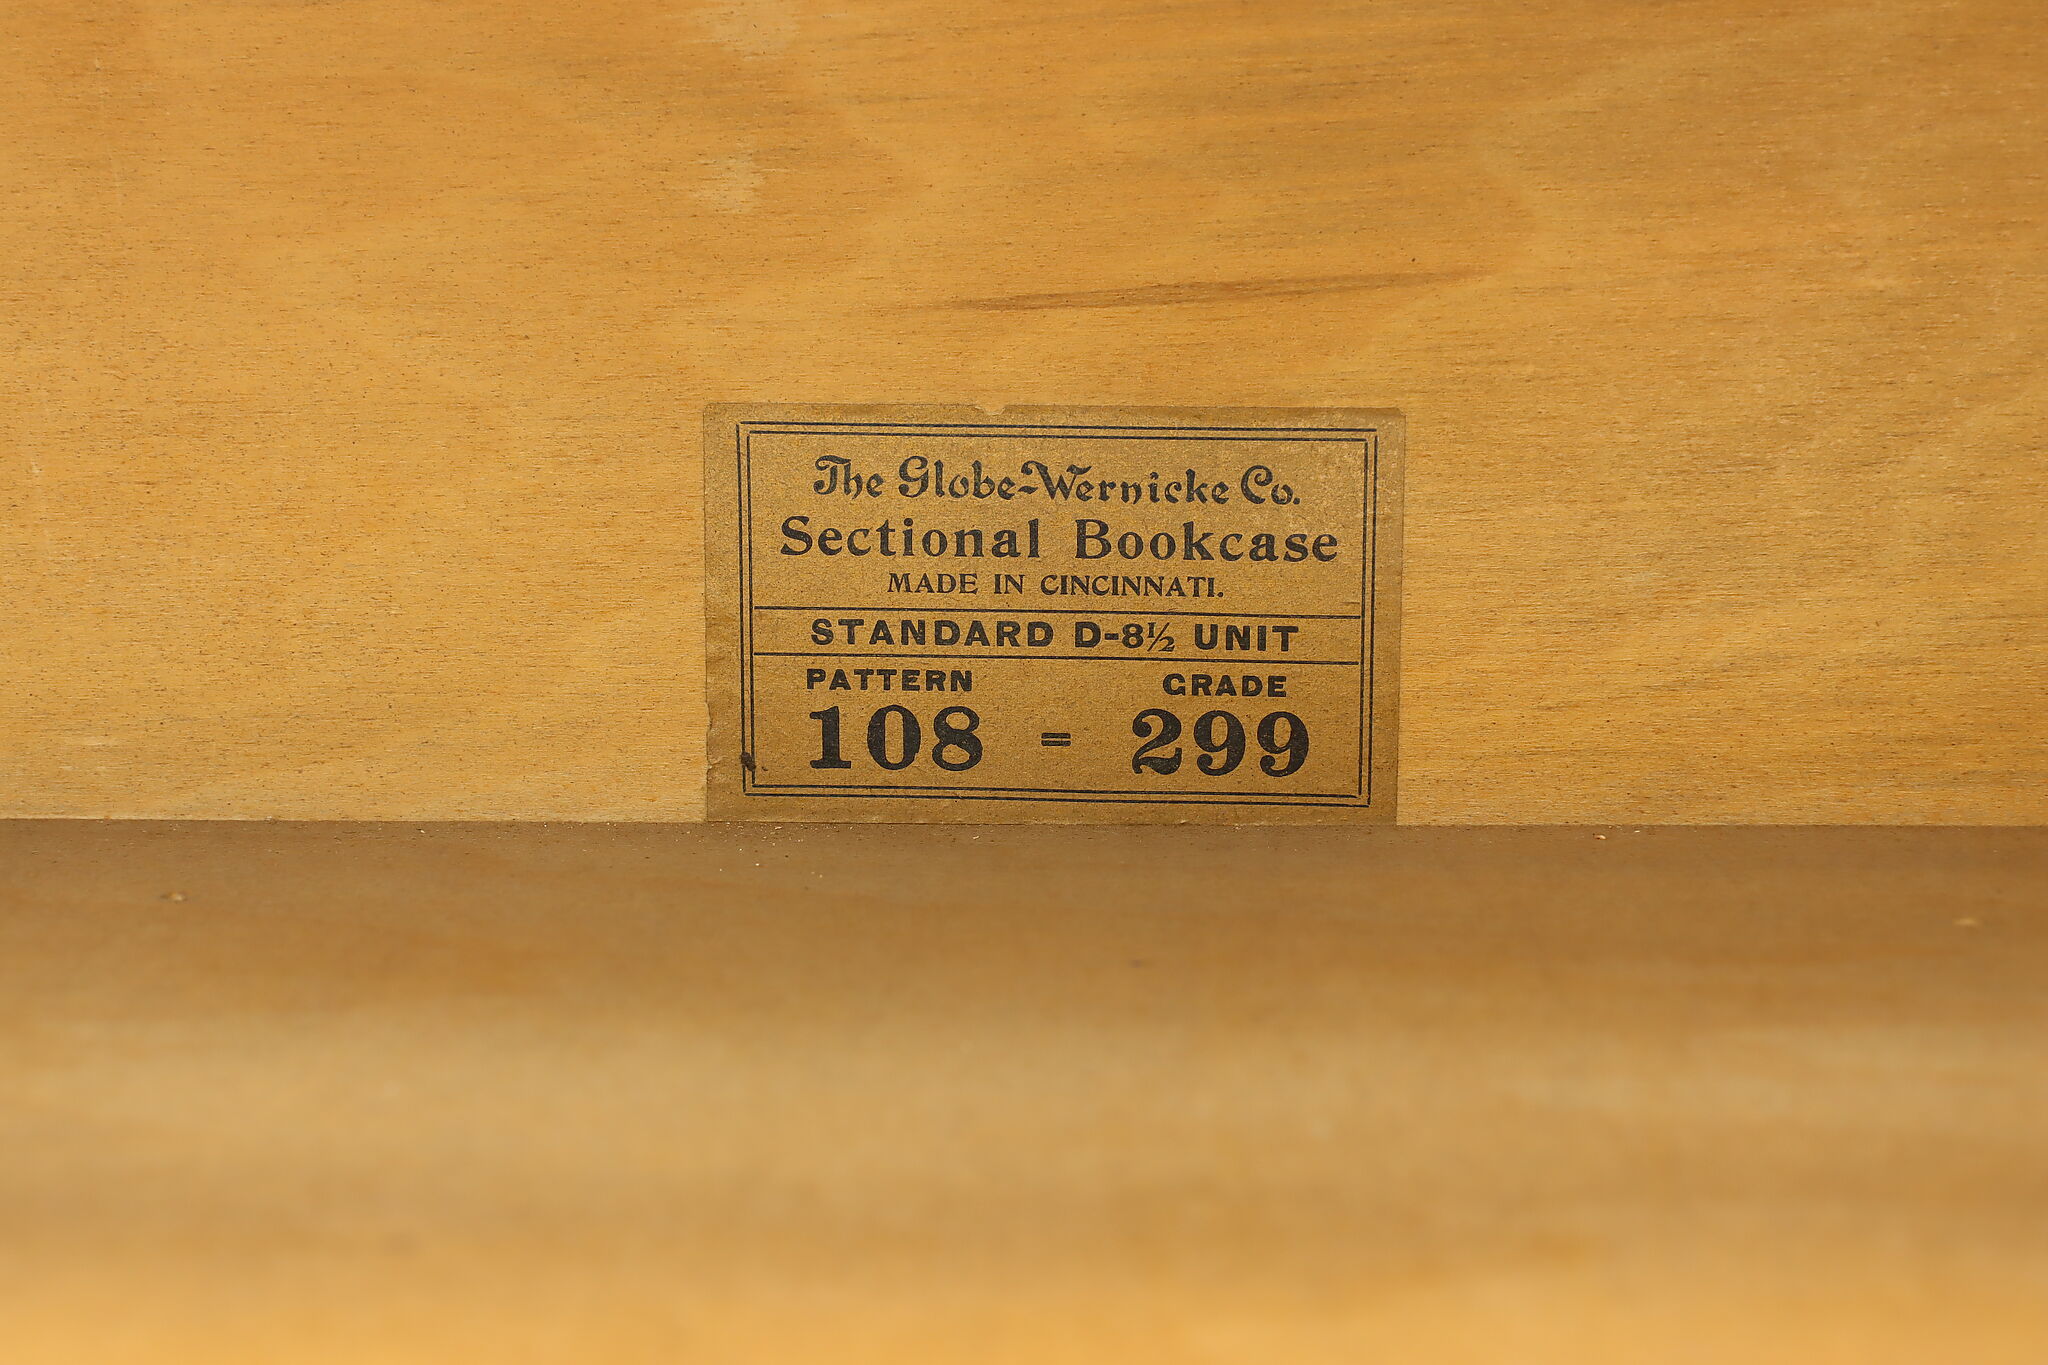 The Globe-Wernicke Co.
Sectional Bookcase
MADE IN CINCINNATI.
STANDARD D-8½ UNIT
PATTERN GRADE
108 = 299